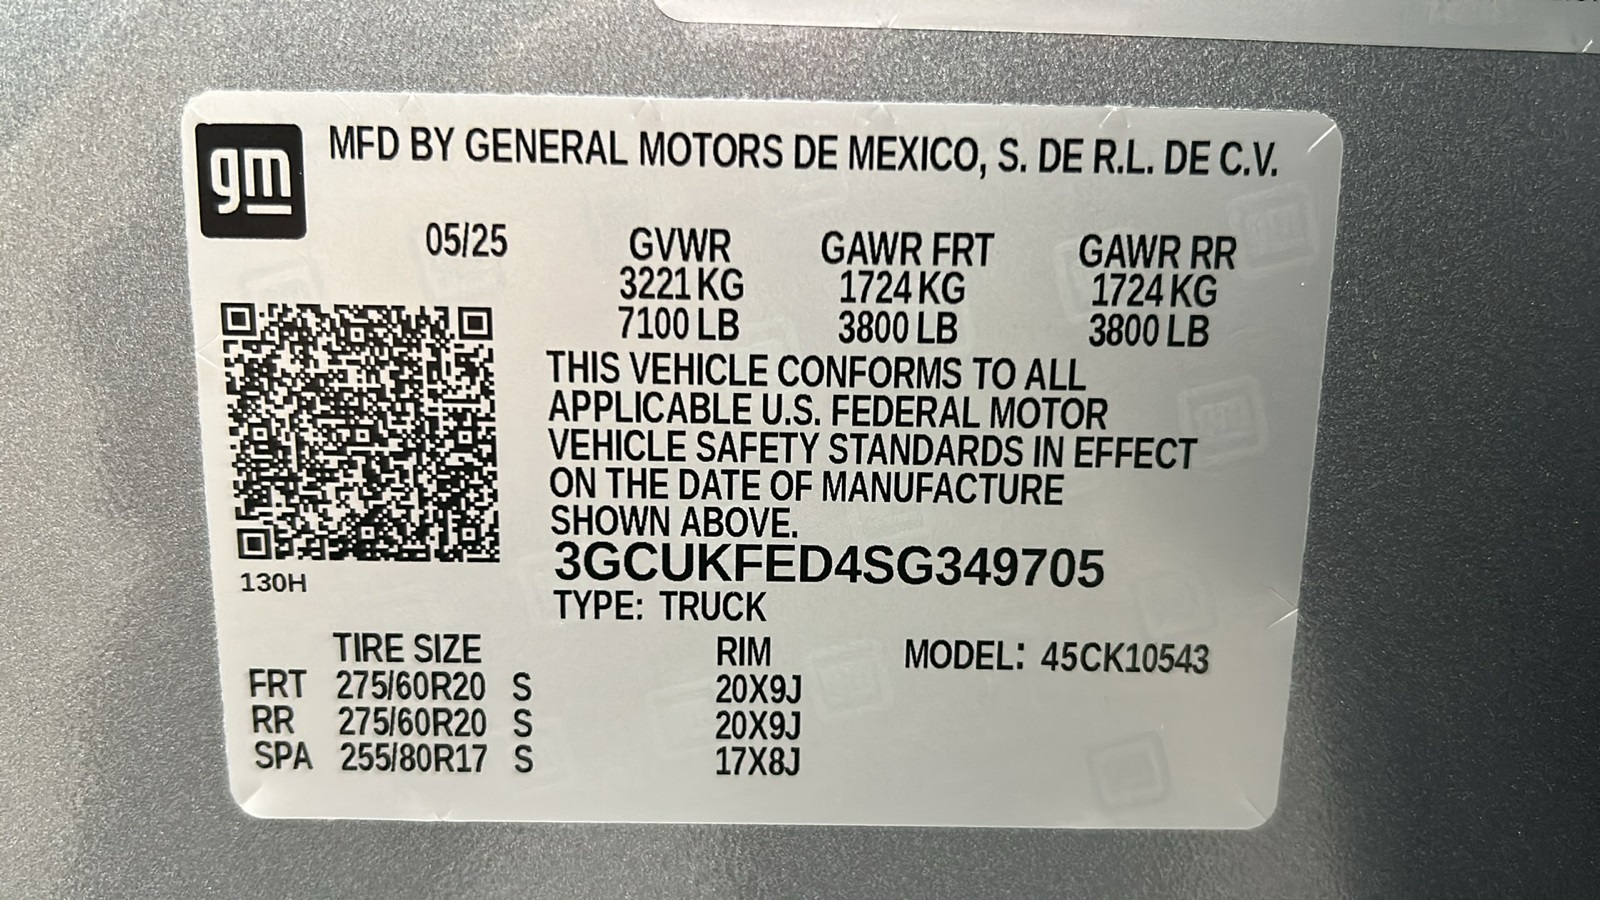 gm
MFD BY GENERAL MOTORS DE MEXICO, S. DE R.L. DE C.V.
05/25 GVWR GAWR FRT GAWR RR
3221 KG 1724 KG 1724 KG
7100 LB 3800 LB 3800 LB
THIS VEHICLE CONFORMS TO ALL
APPLICABLE U.S. FEDERAL MOTOR
VEHICLE SAFETY STANDARDS IN EFFECT
ON THE DATE OF MANUFACTURE
SHOWN ABOVE.
3GCUKFED4SG349705
130H
TYPE: TRUCK
TIRE SIZE RIM MODEL: 45CK10543
FRT 275/60R20 S 20X9J
RR 275/60R20 S 20X9J
SPA 255/80R17 S 17X8J